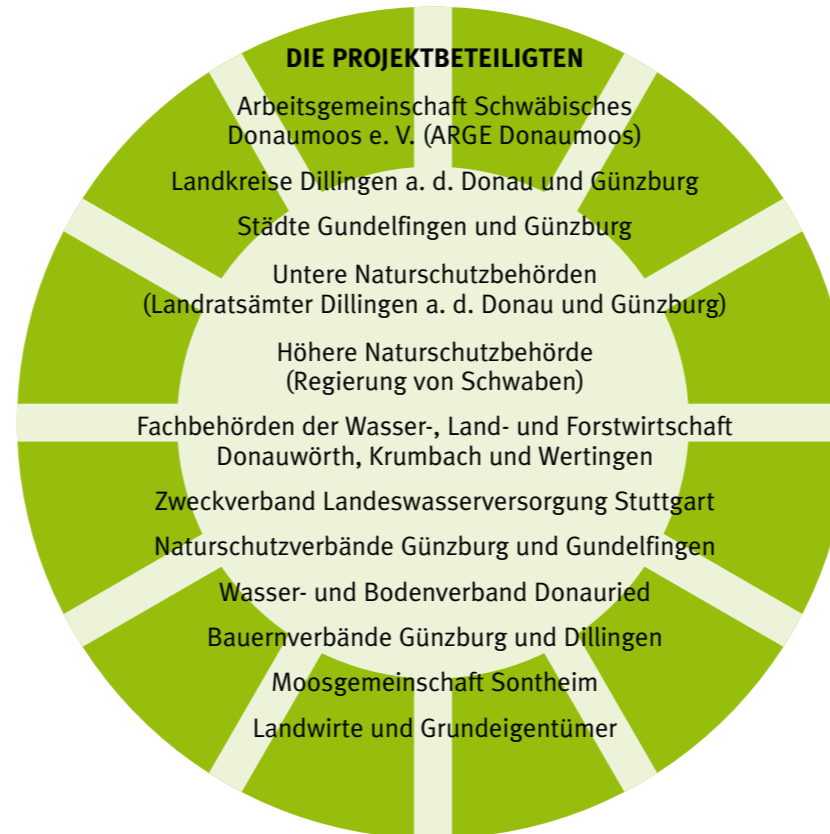 DIE PROJEKTBETEILIGTEN
Arbeitsgemeinschaft Schwäbisches
Donaumoos e. V. (ARGE Donaumoos)
Landkreise Dillingen a. d. Donau und Günzburg
Städte Gundelfingen und Günzburg
Untere Naturschutzbehörden
(Landratsämter Dillingen a. d. Donau und Günzburg)
Höhere Naturschutzbehörde
(Regierung von Schwaben)
Fachbehörden der Wasser-, Land- und Forstwirtschaft
Donauwörth, Krumbach und Wertingen
Zweckverband Landeswasserversorgung Stuttgart
Naturschutzverbände Günzburg und Gundelfingen
Wasser- und Bodenverband Donauried
Bauernverbände Günzburg und Dillingen
Moosgemeinschaft Sontheim
Landwirte und Grundeigentümer